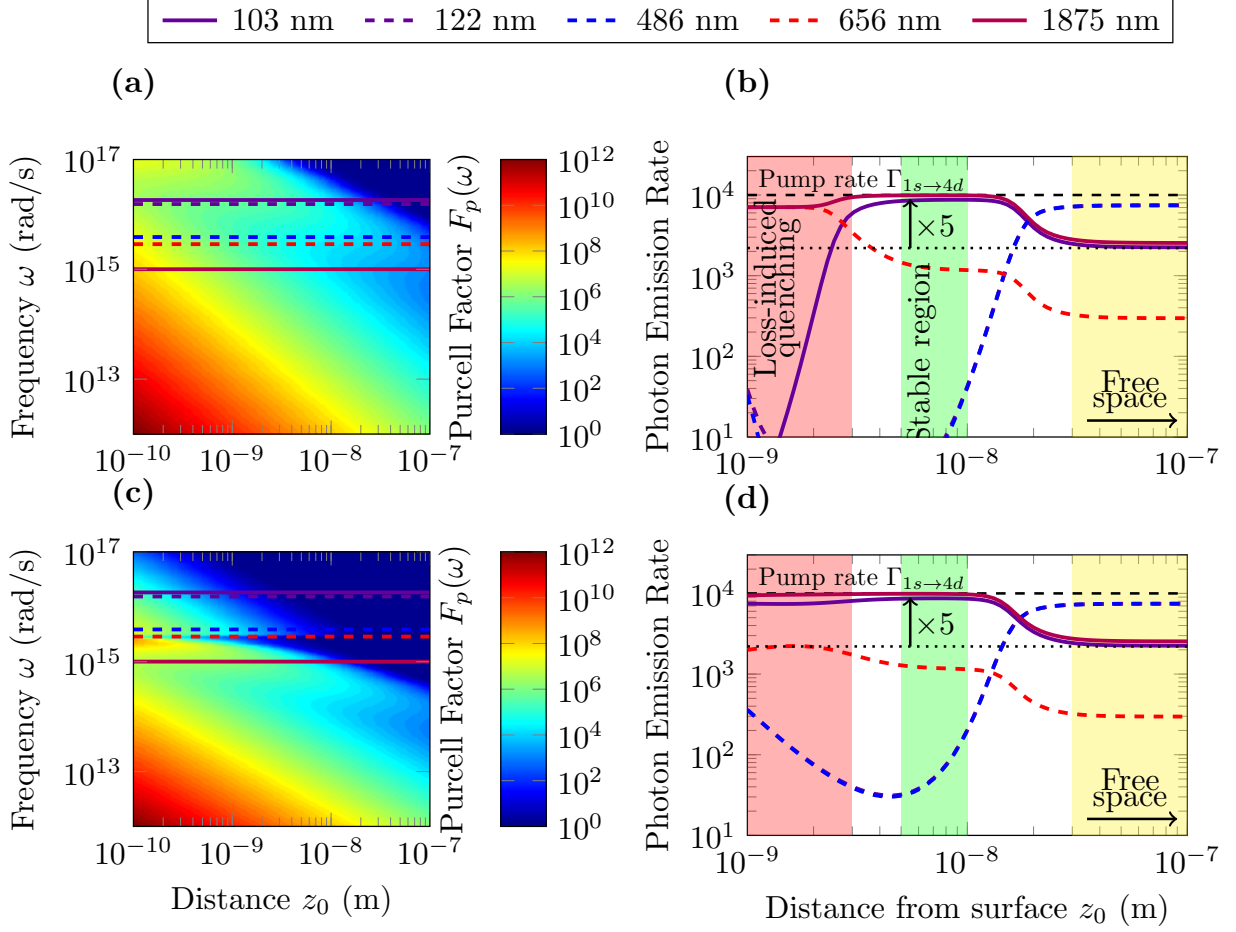 103 nm 122 nm 486 nm 656 nm 1875 nm
(a)
10^17
10^15
10^13
Frequency ω (rad/s)
10^−10 10^−9 10^−8 10^−7
Purcell Factor F_p(ω)
10^12
10^10
10^8
10^6
10^4
10^2
10^0
(b)
Photon Emission Rate
10^4
10^3
10^2
10^1
Pump rate Γ_1s→4d
Loss-induced
quenching
×5
Stable region
Free
space
10^−9 10^−8 10^−7
(c)
10^17
10^15
10^13
Frequency ω (rad/s)
10^−10 10^−9 10^−8 10^−7
Distance z_0 (m)
Purcell Factor F_p(ω)
10^12
10^10
10^8
10^6
10^4
10^2
10^0
(d)
Photon Emission Rate
10^4
10^3
10^2
10^1
Pump rate Γ_1s→4d
×5
Free
space
10^−9 10^−8 10^−7
Distance from surface z_0 (m)